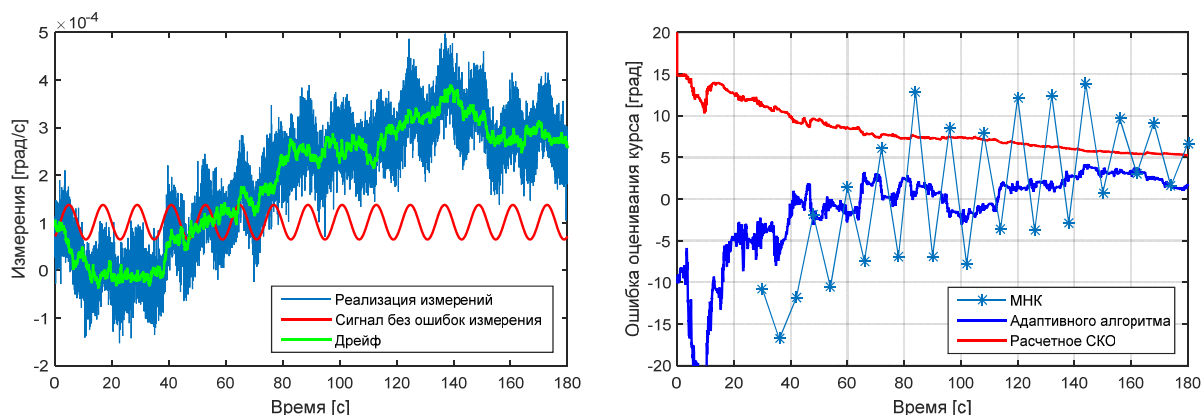 ×10⁻⁴
5
4
3
2
1
0
-1
-2
Измерения [град/с]
Реализация измерений
Сигнал без ошибок измерения
Дрейф
0 20 40 60 80 100 120 140 160 180
Время [с]
20
15
10
5
0
-5
-10
-15
-20
Ошибка оценивания курса [град]
МНК
Адаптивного алгоритма
Расчетное СКО
0 20 40 60 80 100 120 140 160 180
Время [с]